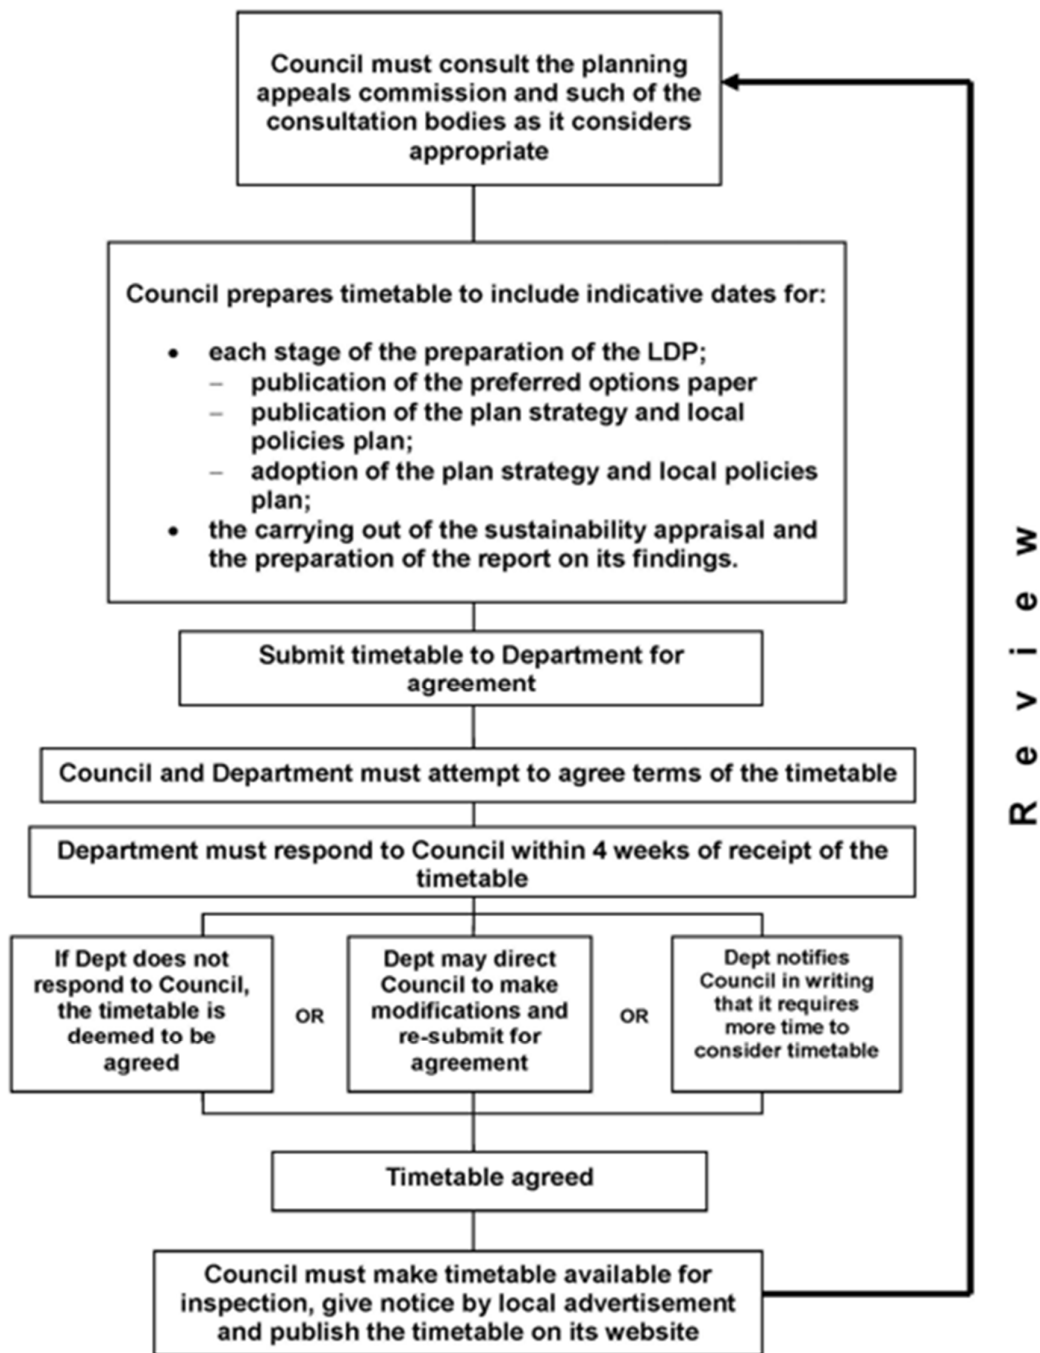 Council must consult the planning
appeals commission and such of the
consultation bodies as it considers
appropriate
Council prepares timetable to include indicative dates for:
• each stage of the preparation of the LDP;
– publication of the preferred options paper
– publication of the plan strategy and local
policies plan;
– adoption of the plan strategy and local policies
plan;
• the carrying out of the sustainability appraisal and
the preparation of the report on its findings.
Submit timetable to Department for
agreement
Council and Department must attempt to agree terms of the timetable
Department must respond to Council within 4 weeks of receipt of the
timetable
If Dept does not
respond to Council,
the timetable is
deemed to be
agreed
OR
Dept may direct
Council to make
modifications and
re-submit for
agreement
OR
Dept notifies
Council in writing
that it requires
more time to
consider timetable
Timetable agreed
Council must make timetable available for
inspection, give notice by local advertisement
and publish the timetable on its website
Review